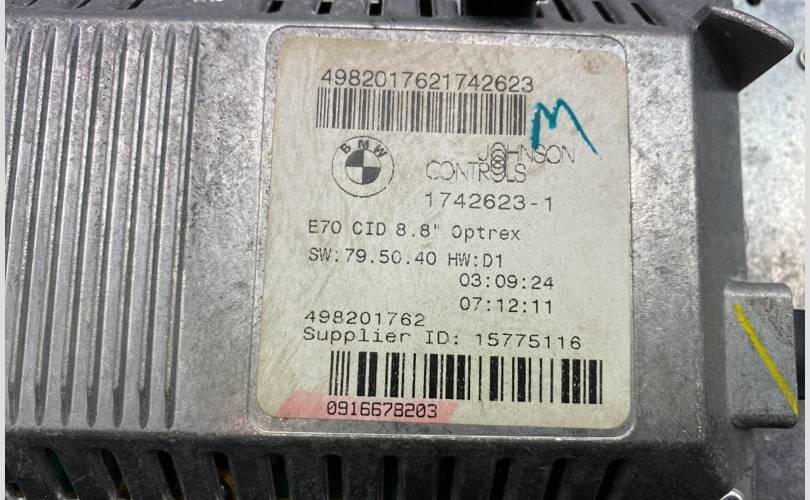 4982017621742623
M
BMW
JOHNSON
CONTROLS
1742623-1
E70 CID 8.8" Optrex
SW:79.50.40 HW:D1
03:09:24
07:12:11
498201762
Supplier ID: 15775116
0916678203